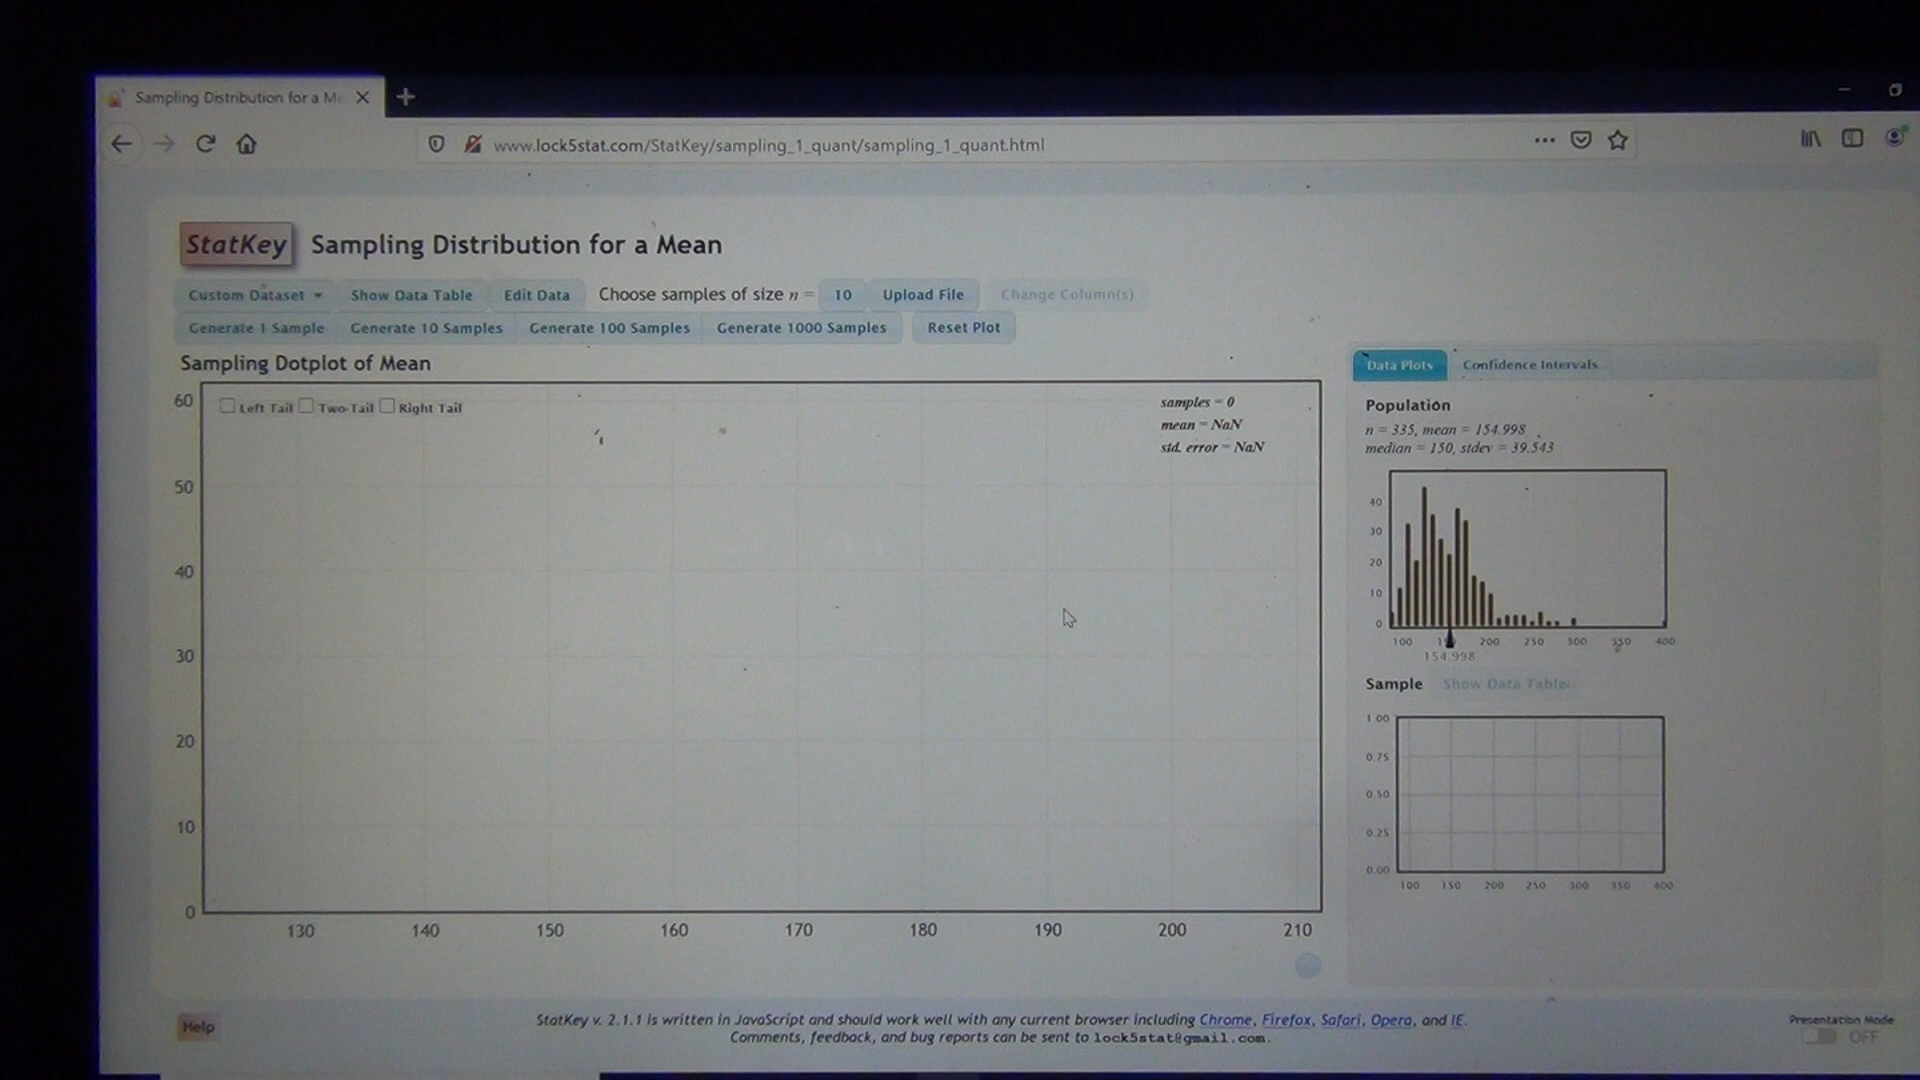 Sampling Distribution for a Me
www.lock5stat.com/StatKey/sampling_1_quant/sampling_1_quant.html
StatKey Sampling Distribution for a Mean
Custom Dataset Show Data Table Edit Data Choose samples of size n = 10 Upload File Change Column(s)
Generate 1 Sample Generate 10 Samples Generate 100 Samples Generate 1000 Samples Reset Plot
Sampling Dotplot of Mean
Left Tail Two-Tail Right Tail
samples = 0
mean = NaN
std. error = NaN
60
50
40
30
20
10
0
130 140 150 160 170 180 190 200 210
Data Plots Confidence Intervals
Population
n = 335, mean = 154.998
median = 150, stdev = 39.543
40
30
20
10
0
100 200 250 300 350 400
154.998
Sample Show Data Table
1.00
0.75
0.50
0.25
0.00
100 150 200 250 300 350 400
Help
StatKey v. 2.1.1 is written in JavaScript and should work well with any current browser including Chrome, Firefox, Safari, Opera, and IE.
Comments, feedback, and bug reports can be sent to lock5stat@gmail.com.
Presentation Mode
OFF